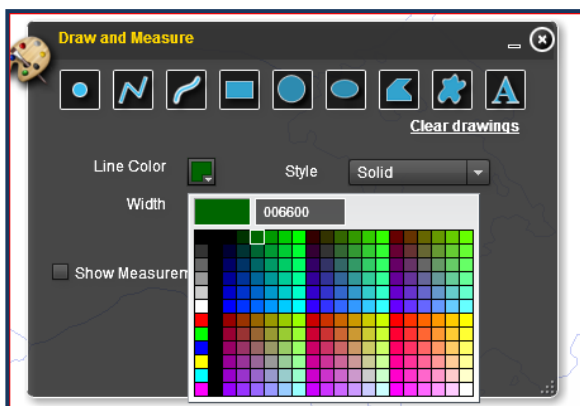 Draw and Measure
A
Clear drawings
Line Color Style Solid
Width
006600
Show Measurem